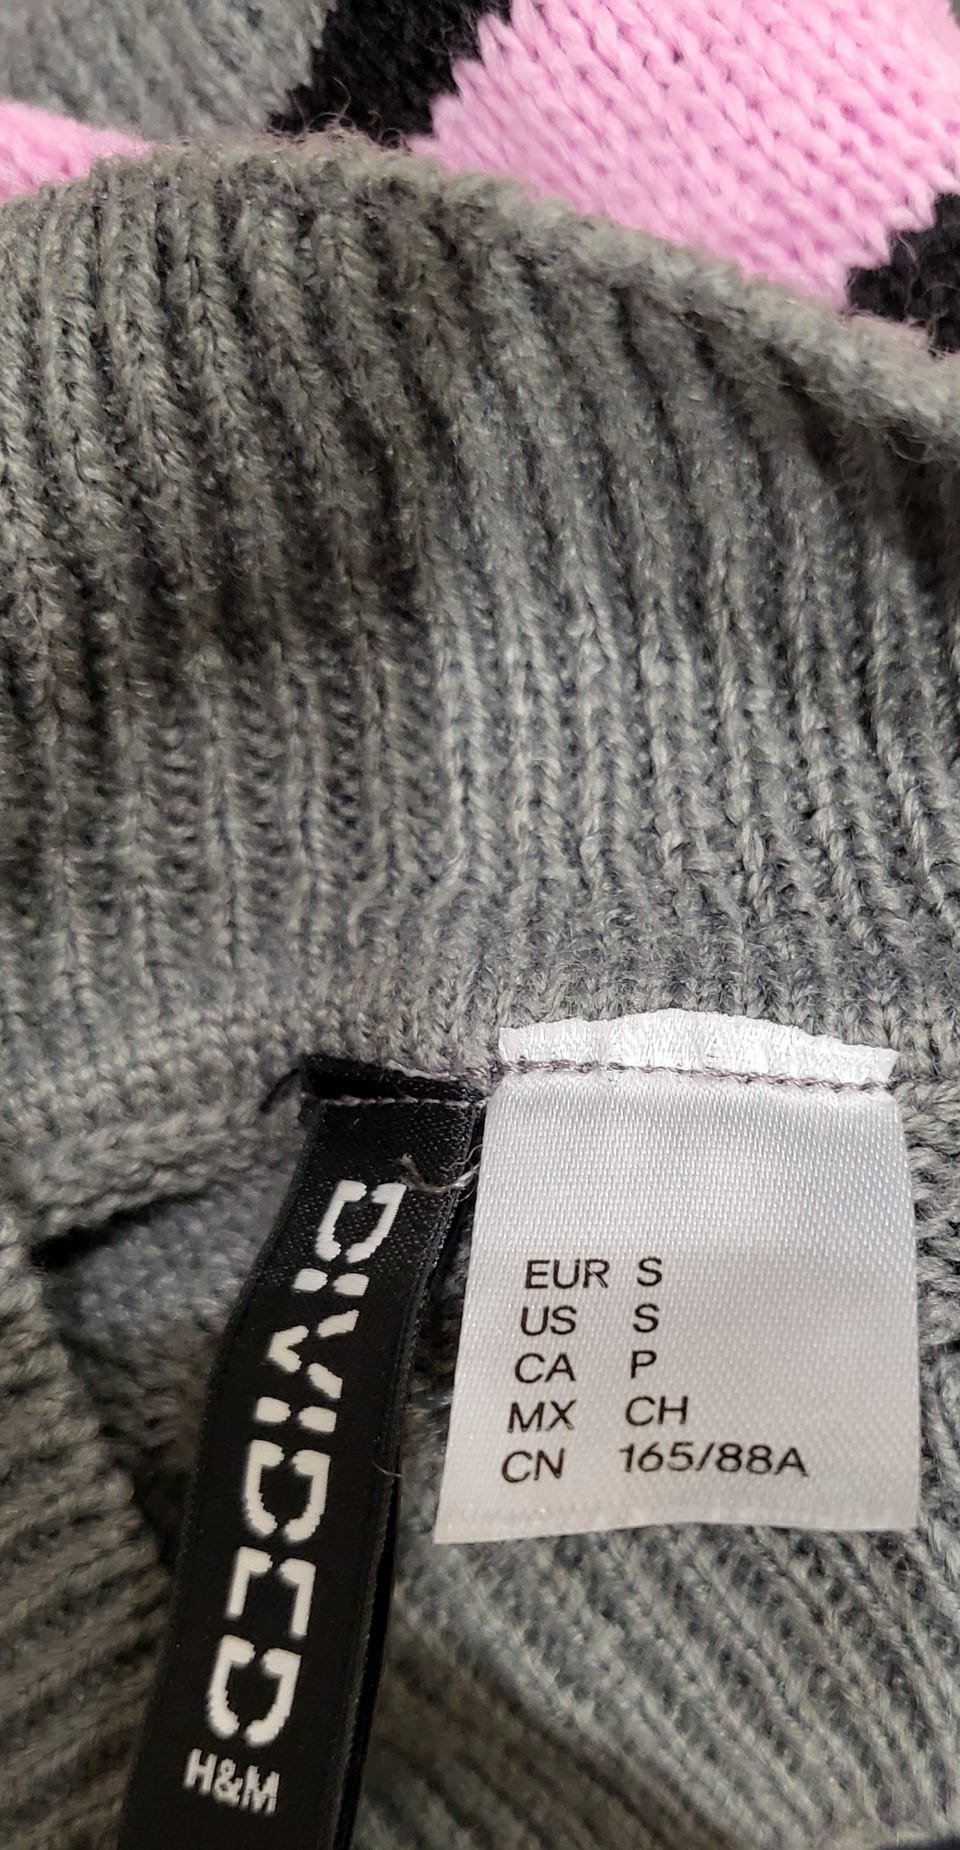 DIVIDED
H&M
EUR S
US S
CA P
MX CH
CN 165/88A